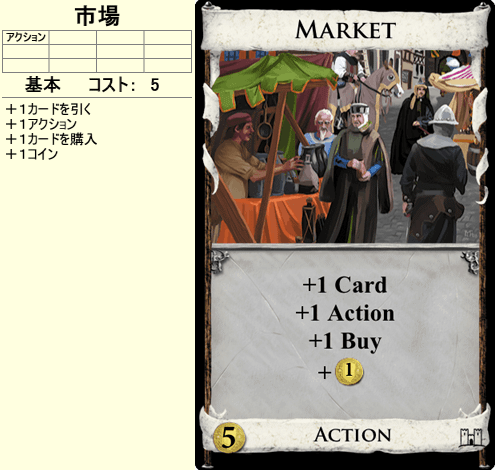 市場
アクション
基本 コスト： 5
＋１カードを引く
＋１アクション
＋１カードを購入
＋１コイン
MARKET
+1 Card
+1 Action
+1 Buy
+ 1
5 ACTION